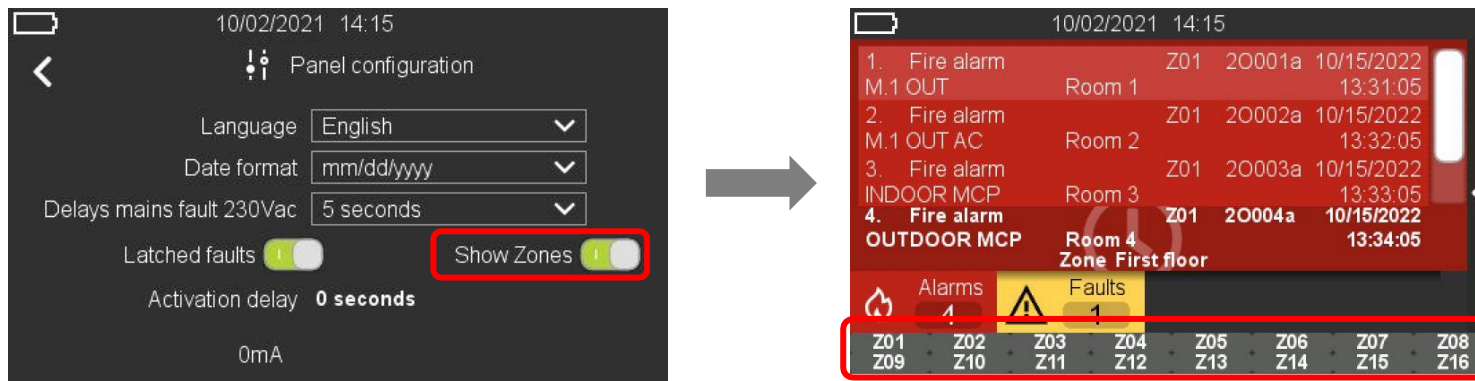 10/02/2021 14:15
Panel configuration
Language English
Date format mm/dd/yyyy
Delays mains fault 230Vac 5 seconds
Latched faults Show Zones
Activation delay 0 seconds
0mA
10/02/2021 14:15
1. Fire alarm Z01 2O001a 10/15/2022
M.1 OUT Room 1 13:31:05
2. Fire alarm Z01 2O002a 10/15/2022
M.1 OUT AC Room 2 13:32:05
3. Fire alarm Z01 2O003a 10/15/2022
INDOOR MCP Room 3 13:33:05
4. Fire alarm Z01 2O004a 10/15/2022
OUTDOOR MCP Room 4 13:34:05
Zone First floor
Alarms Faults
4 1
Z01 Z02 Z03 Z04 Z05 Z06 Z07 Z08
Z09 Z10 Z11 Z12 Z13 Z14 Z15 Z16